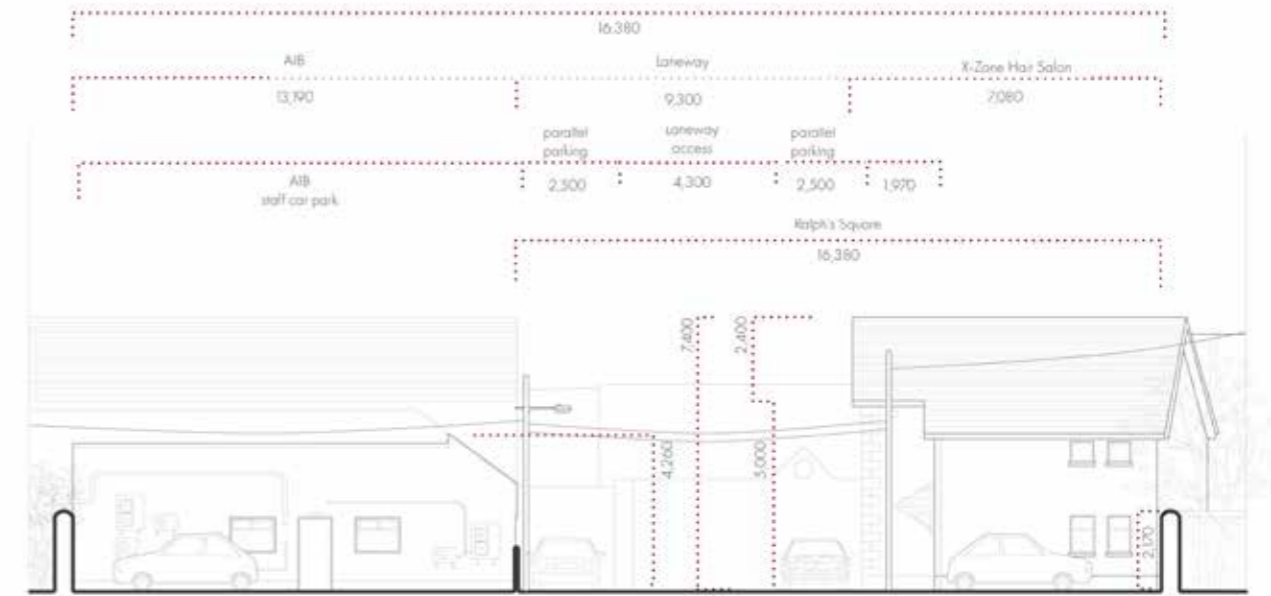 16,380
AIB
Laneway
X-Zone Hair Salon
13,190
9,300
7,080
parallel
parking
Laneway
access
parallel
parking
AIB
staff car park
2,500
4,300
2,500
1,970
Ralph's Square
16,380
7,400
2,400
4,260
5,000
2,170